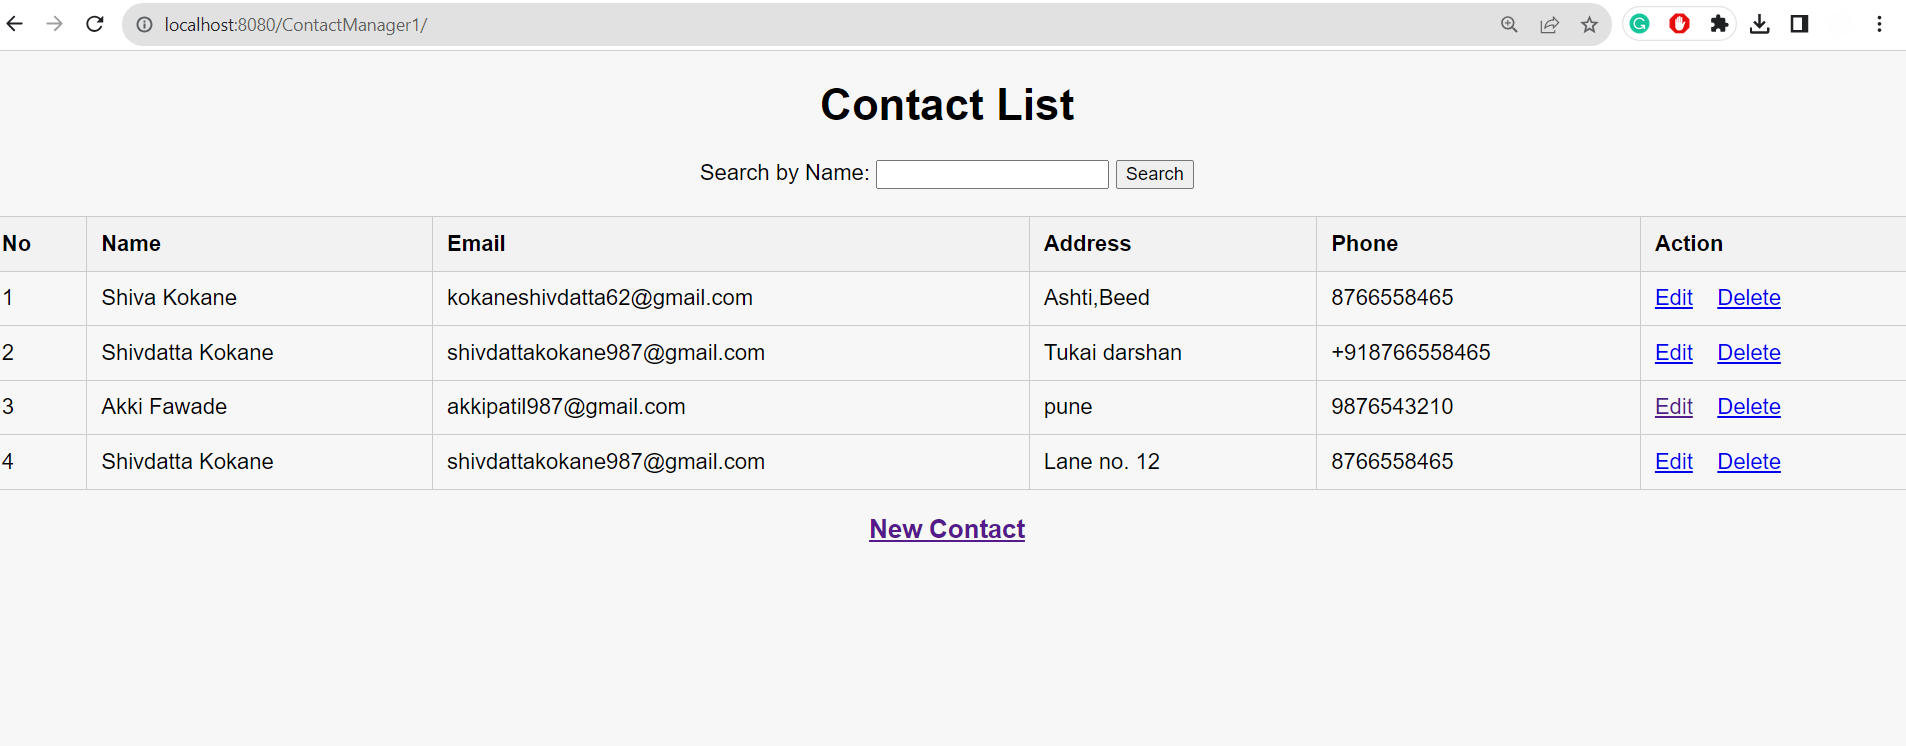 localhost:8080/ContactManager1/
Contact List
Search by Name: Search
No Name Email Address Phone Action
1 Shiva Kokane kokaneshivdatta62@gmail.com Ashti,Beed 8766558465 Edit Delete
2 Shivdatta Kokane shivdattakokane987@gmail.com Tukai darshan +918766558465 Edit Delete
3 Akki Fawade akkipatil987@gmail.com pune 9876543210 Edit Delete
4 Shivdatta Kokane shivdattakokane987@gmail.com Lane no. 12 8766558465 Edit Delete
New Contact